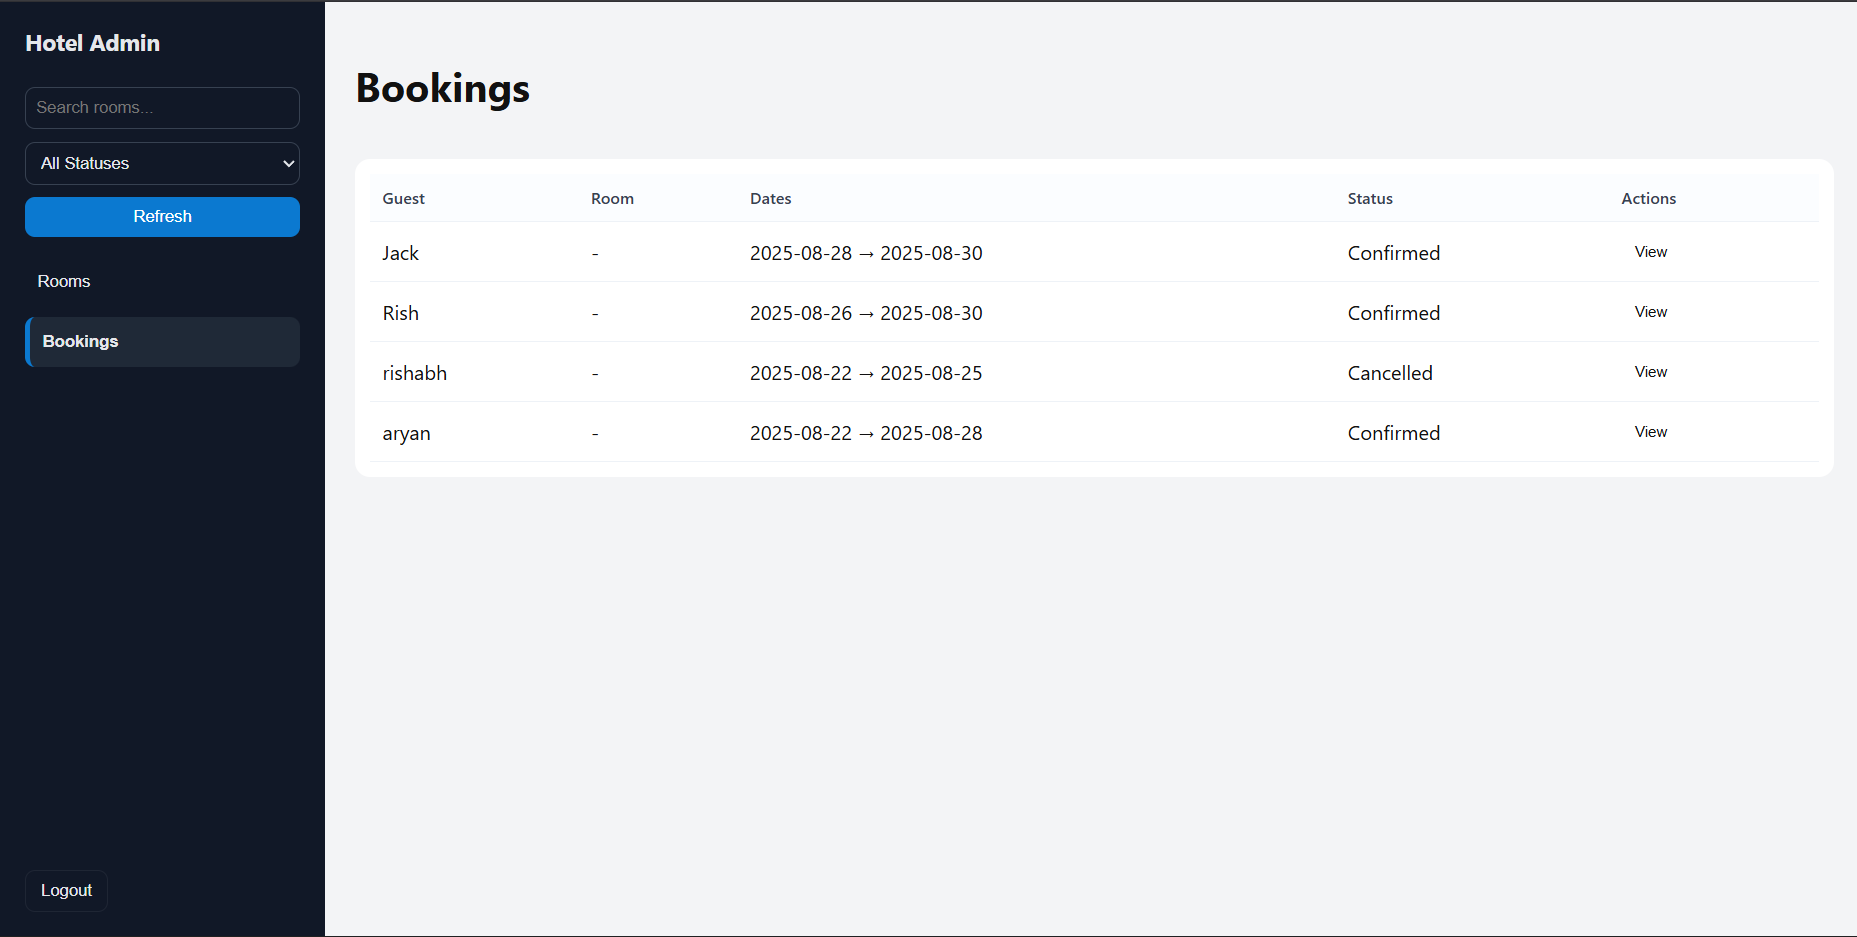 Hotel Admin
Search rooms...
All Statuses
Refresh
Rooms
Bookings
Logout
Bookings
Guest Room Dates Status Actions
Jack - 2025-08-28 → 2025-08-30 Confirmed View
Rish - 2025-08-26 → 2025-08-30 Confirmed View
rishabh - 2025-08-22 → 2025-08-25 Cancelled View
aryan - 2025-08-22 → 2025-08-28 Confirmed View